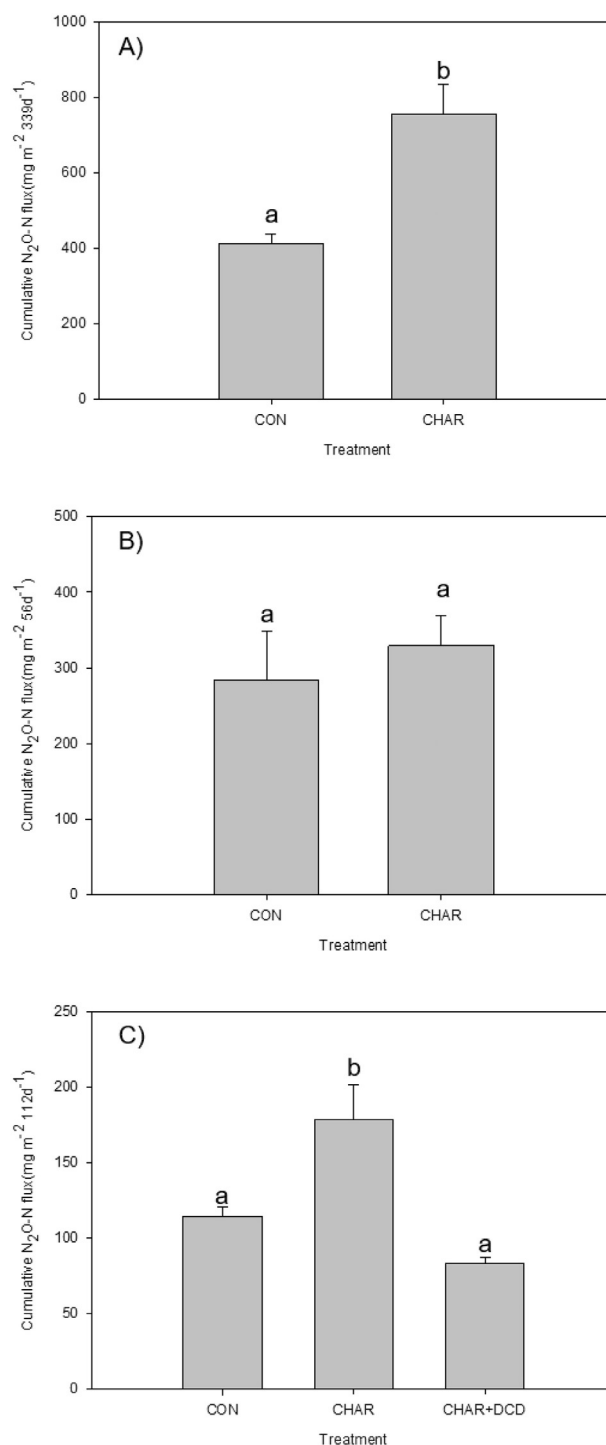 A)
Cumulative N₂O-N flux(mg m⁻² 339d⁻¹)
1000
800
600
400
200
0
a
b
CON
CHAR
Treatment
B)
Cumulative N₂O-N flux(mg m⁻² 56d⁻¹)
500
400
300
200
100
0
a
a
CON
CHAR
Treatment
C)
Cumulative N₂O-N flux(mg m⁻² 112d⁻¹)
250
200
150
100
50
0
a
b
a
CON
CHAR
CHAR+DCD
Treatment